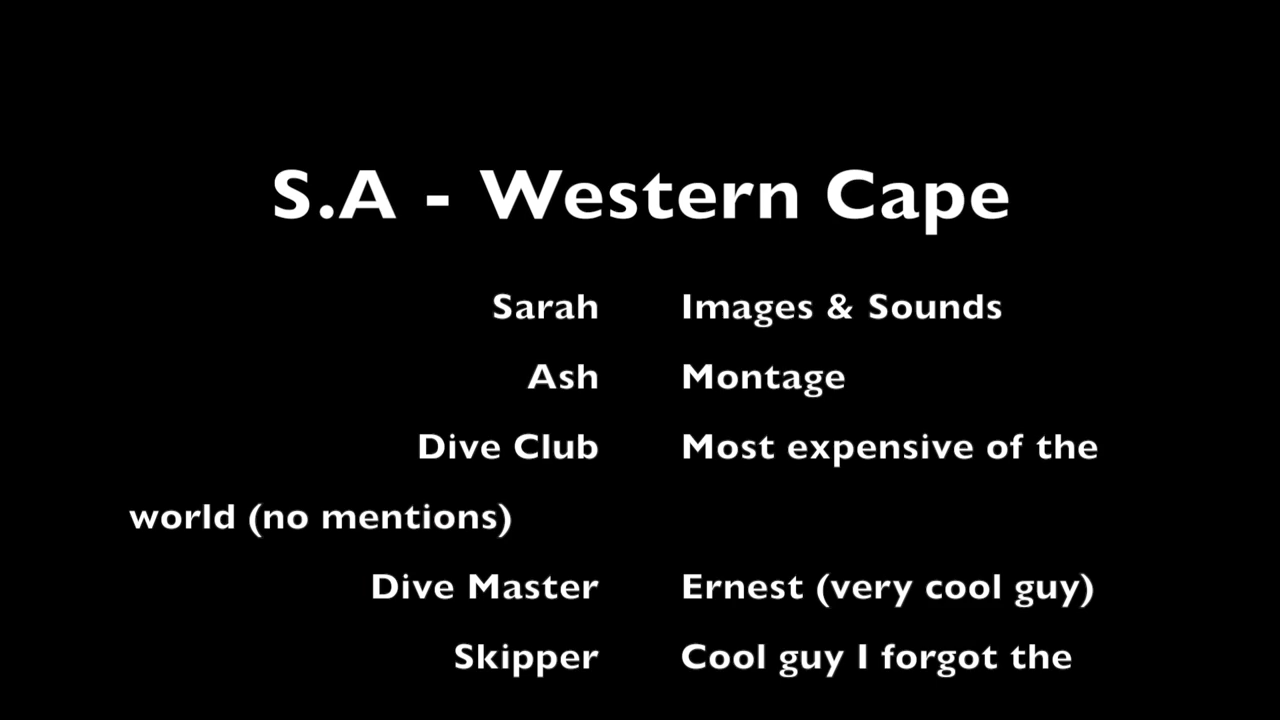 S.A - Western Cape
Sarah Images & Sounds
Ash Montage
Dive Club Most expensive of the
world (no mentions)
Dive Master Ernest (very cool guy)
Skipper Cool guy I forgot the